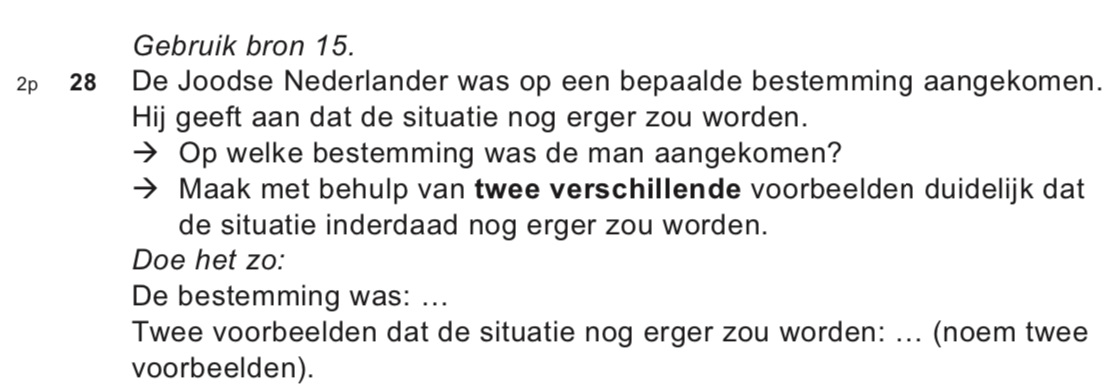 Gebruik bron 15.
2p 28 De Joodse Nederlander was op een bepaalde bestemming aangekomen.
Hij geeft aan dat de situatie nog erger zou worden.
→ Op welke bestemming was de man aangekomen?
→ Maak met behulp van twee verschillende voorbeelden duidelijk dat
de situatie inderdaad nog erger zou worden.
Doe het zo:
De bestemming was: …
Twee voorbeelden dat de situatie nog erger zou worden: … (noem twee
voorbeelden).